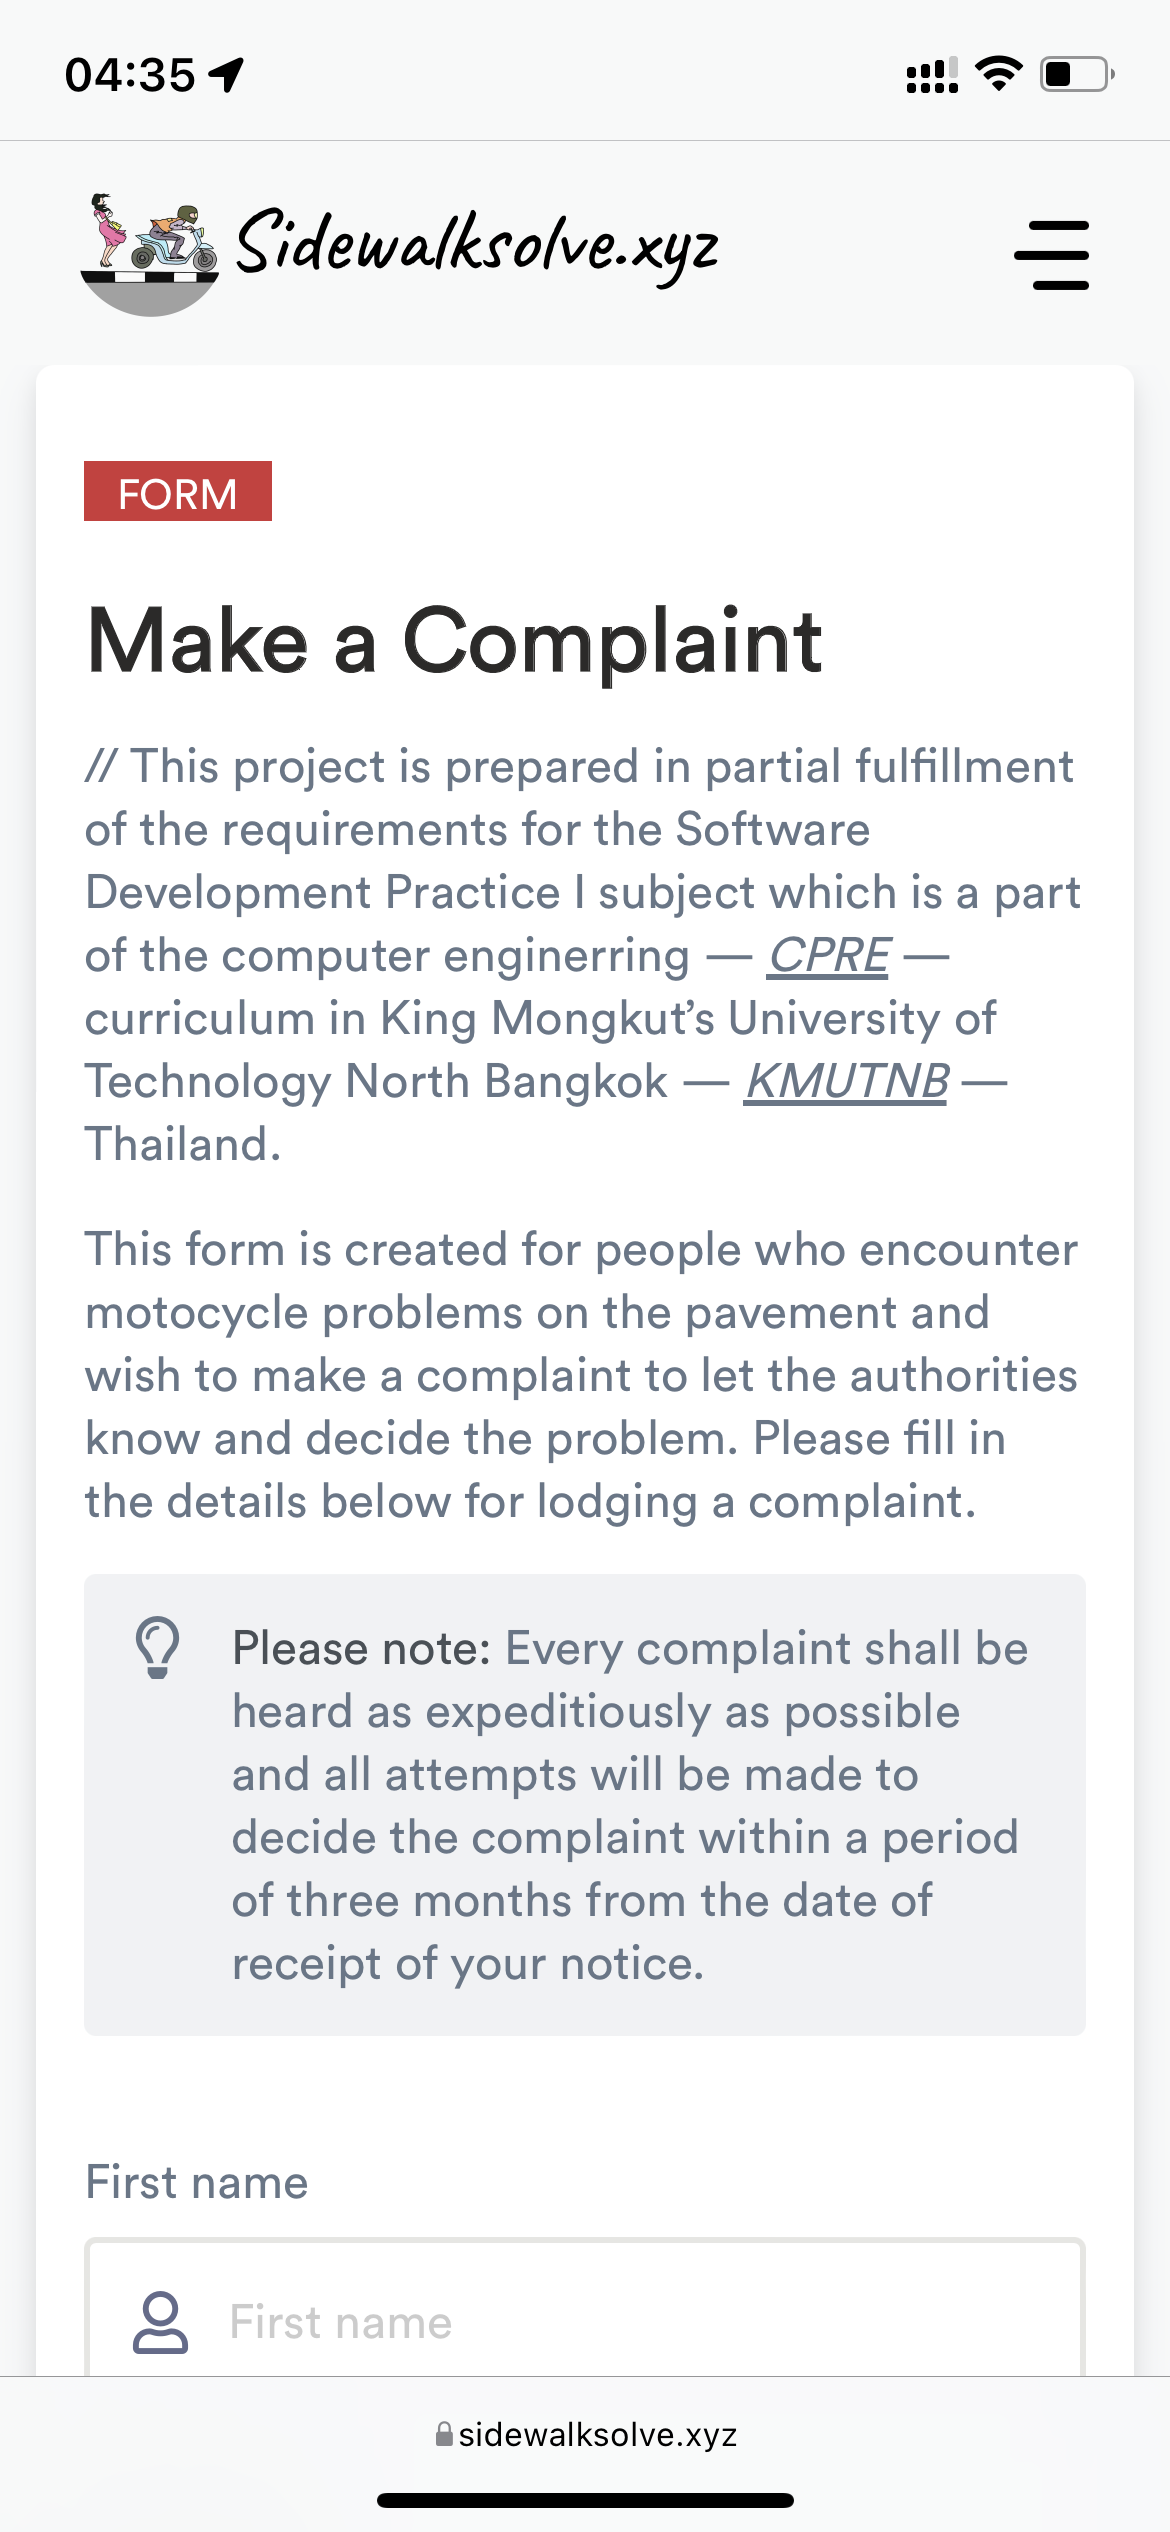 04:35
Sidewalksolve.xyz
FORM
Make a Complaint
// This project is prepared in partial fulfillment
of the requirements for the Software
Development Practice I subject which is a part
of the computer enginerring — CPRE —
curriculum in King Mongkut’s University of
Technology North Bangkok — KMUTNB —
Thailand.
This form is created for people who encounter
motocycle problems on the pavement and
wish to make a complaint to let the authorities
know and decide the problem. Please fill in
the details below for lodging a complaint.
Please note: Every complaint shall be
heard as expeditiously as possible
and all attempts will be made to
decide the complaint within a period
of three months from the date of
receipt of your notice.
First name
First name
sidewalksolve.xyz